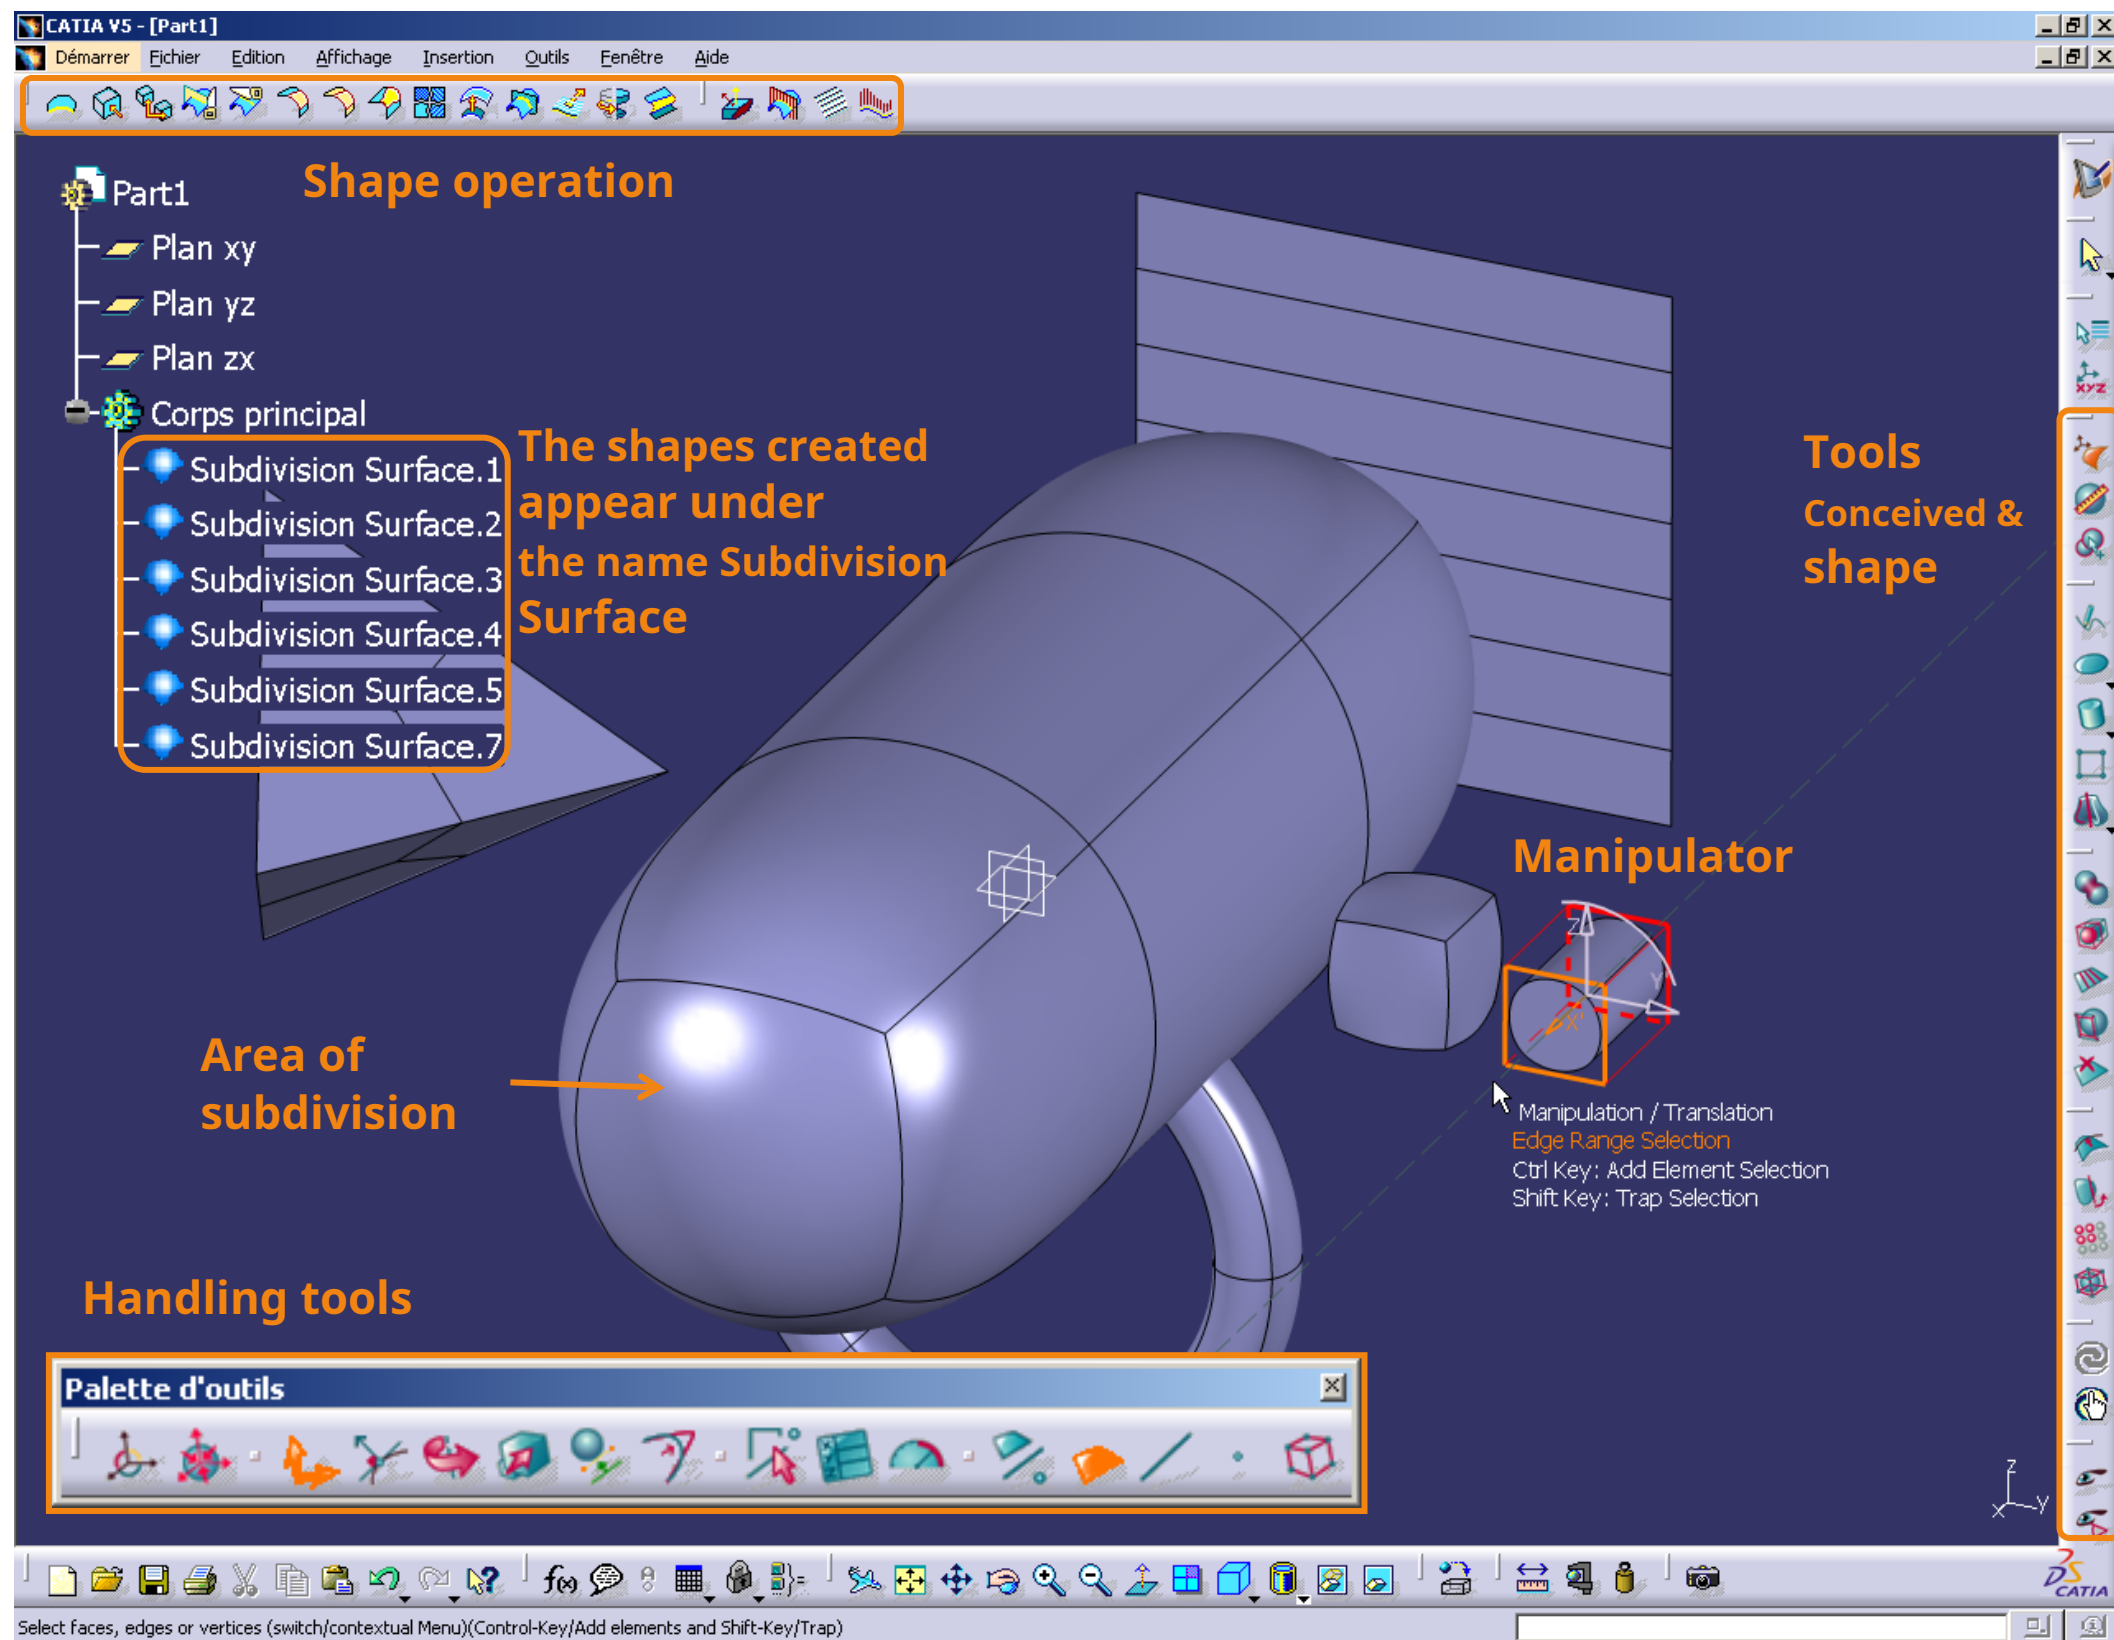 CATIA V5 - [Part1]
Démarrer Fichier Edition Affichage Insertion Outils Fenêtre Aide
Shape operation
Part1
Plan xy
Plan yz
Plan zx
Corps principal
Subdivision Surface.1
Subdivision Surface.2
Subdivision Surface.3
Subdivision Surface.4
Subdivision Surface.5
Subdivision Surface.7
The shapes created
appear under
the name Subdivision
Surface
Tools
Conceived &
shape
XYZ
Manipulator
Z
Y
X
Area of
subdivision
Manipulation / Translation
Edge Range Selection
Ctrl Key: Add Element Selection
Shift Key: Trap Selection
Handling tools
Palette d'outils
z
x
y
f(x)
CATIA
Select faces, edges or vertices (switch/contextual Menu)(Control-Key/Add elements and Shift-Key/Trap)